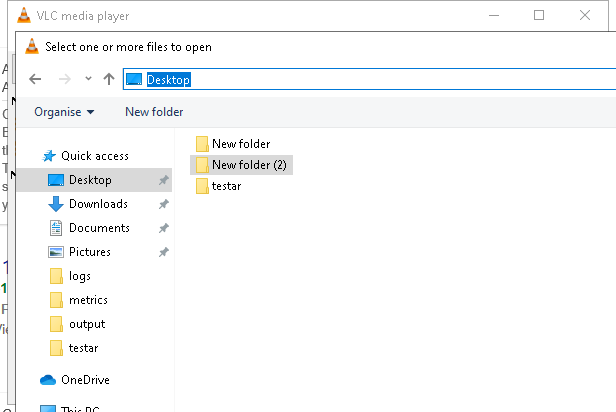 VLC media player
Select one or more files to open
Desktop
Organise New folder
Quick access
Desktop
Downloads
Documents
Pictures
logs
metrics
output
testar
OneDrive
This PC
New folder
New folder (2)
testar